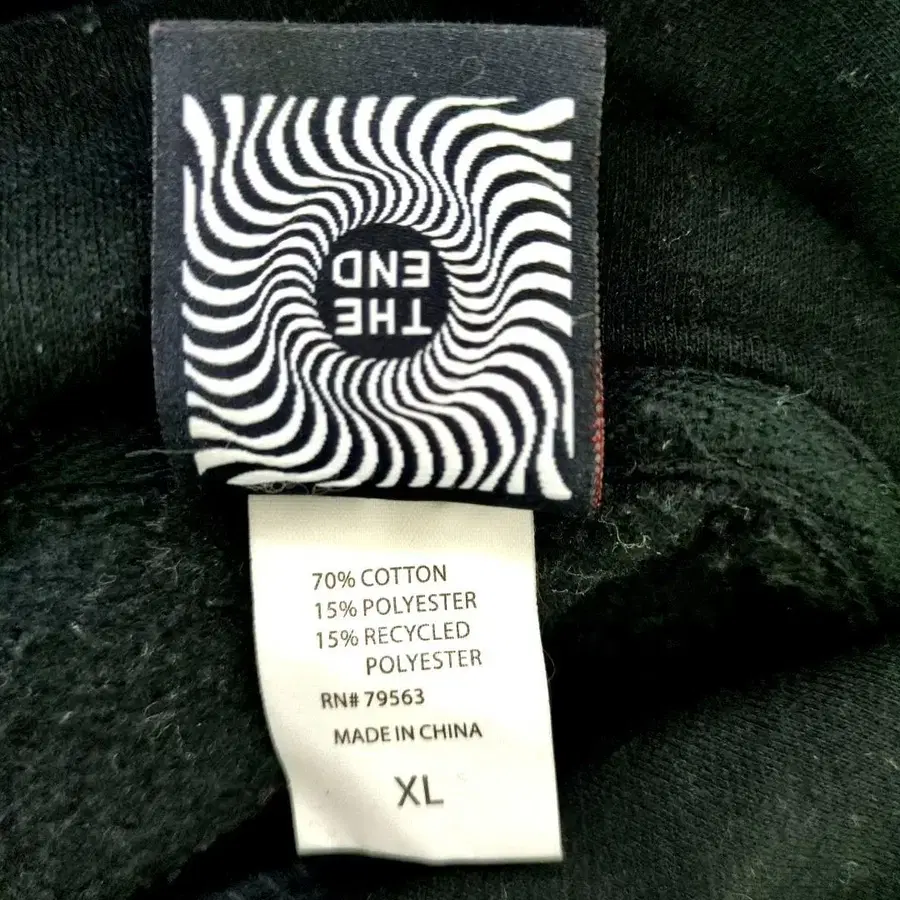 THE
END
70% COTTON
15% POLYESTER
15% RECYCLED
POLYESTER
RN# 79563
MADE IN CHINA
XL